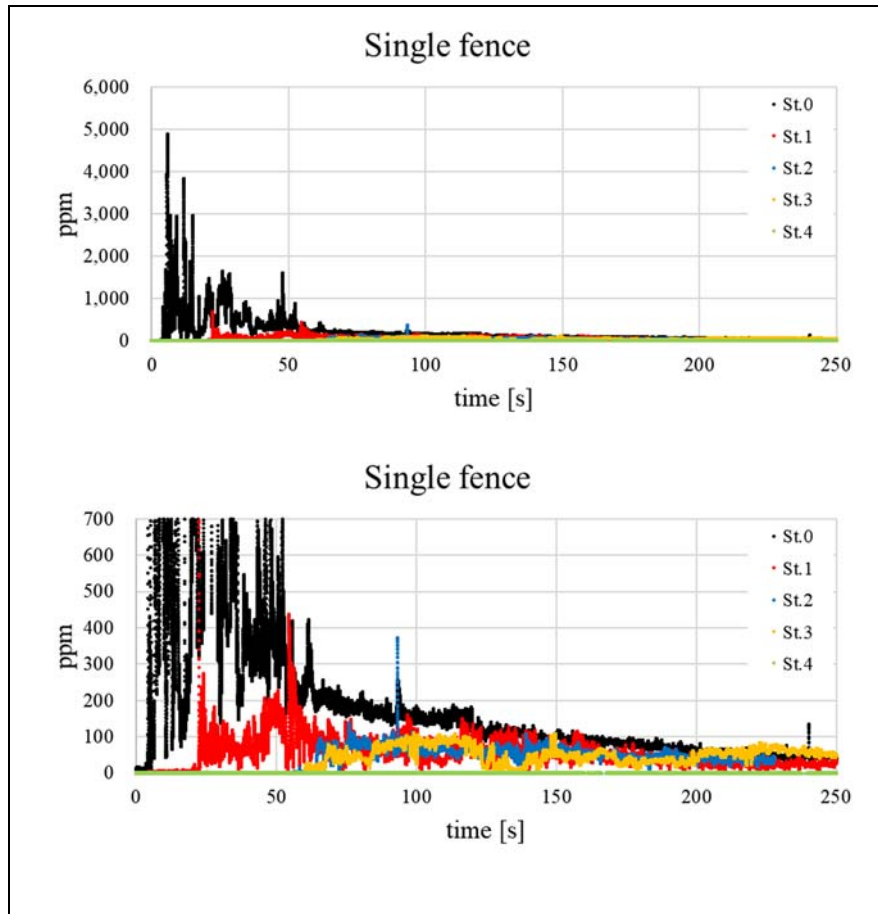 Single fence
6,000
5,000
4,000
3,000
2,000
1,000
0
ppm
0 50 100 150 200 250
time [s]
St.0
St.1
St.2
St.3
St.4
Single fence
700
600
500
400
300
200
100
0
ppm
0 50 100 150 200 250
time [s]
St.0
St.1
St.2
St.3
St.4